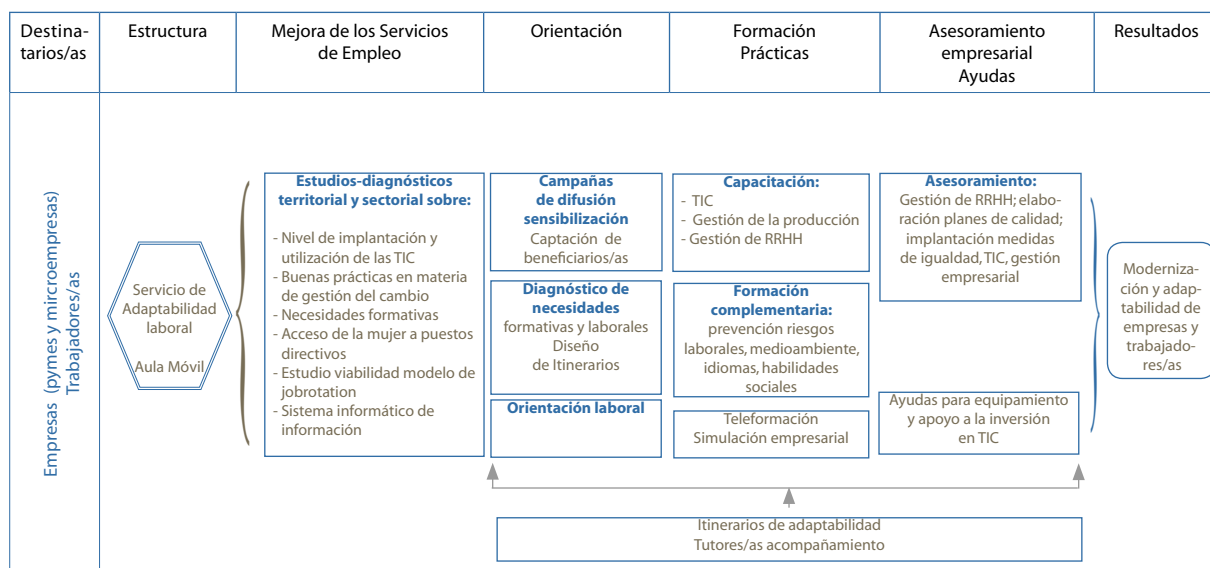 Destina-
tarios/as
Estructura
Mejora de los Servicios
de Empleo
Orientación
Formación
Prácticas
Asesoramiento
empresarial
Ayudas
Resultados
Empresas (pymes y mircroempresas)
Trabajadores/as
Servicio de
Adaptabilidad
laboral
Aula Móvil
Estudios-diagnósticos
territorial y sectorial sobre:
- Nivel de implantación y
utilización de las TIC
- Buenas prácticas en materia
de gestión del cambio
- Necesidades formativas
- Acceso de la mujer a puestos
directivos
- Estudio viabilidad modelo de
jobrotation
- Sistema informático de
información
Campañas
de difusión
sensibilización
Captación de
beneficiarios/as
Diagnóstico de
necesidades
formativas y laborales
Diseño
de Itinerarios
Orientación laboral
Capacitación:
- TIC
- Gestión de la producción
- Gestión de RRHH
Formación
complementaria:
prevención riesgos
laborales, medioambiente,
idiomas, habilidades
sociales
Teleformación
Simulación empresarial
Asesoramiento:
Gestión de RRHH; elabo-
ración planes de calidad;
implantación medidas
de igualdad, TIC, gestión
empresarial
Ayudas para equipamiento
y apoyo a la inversión
en TIC
Moderniza-
ción y adap-
tabilidad de
empresas y
trabajado-
res/as
Itinerarios de adaptabilidad
Tutores/as acompañamiento